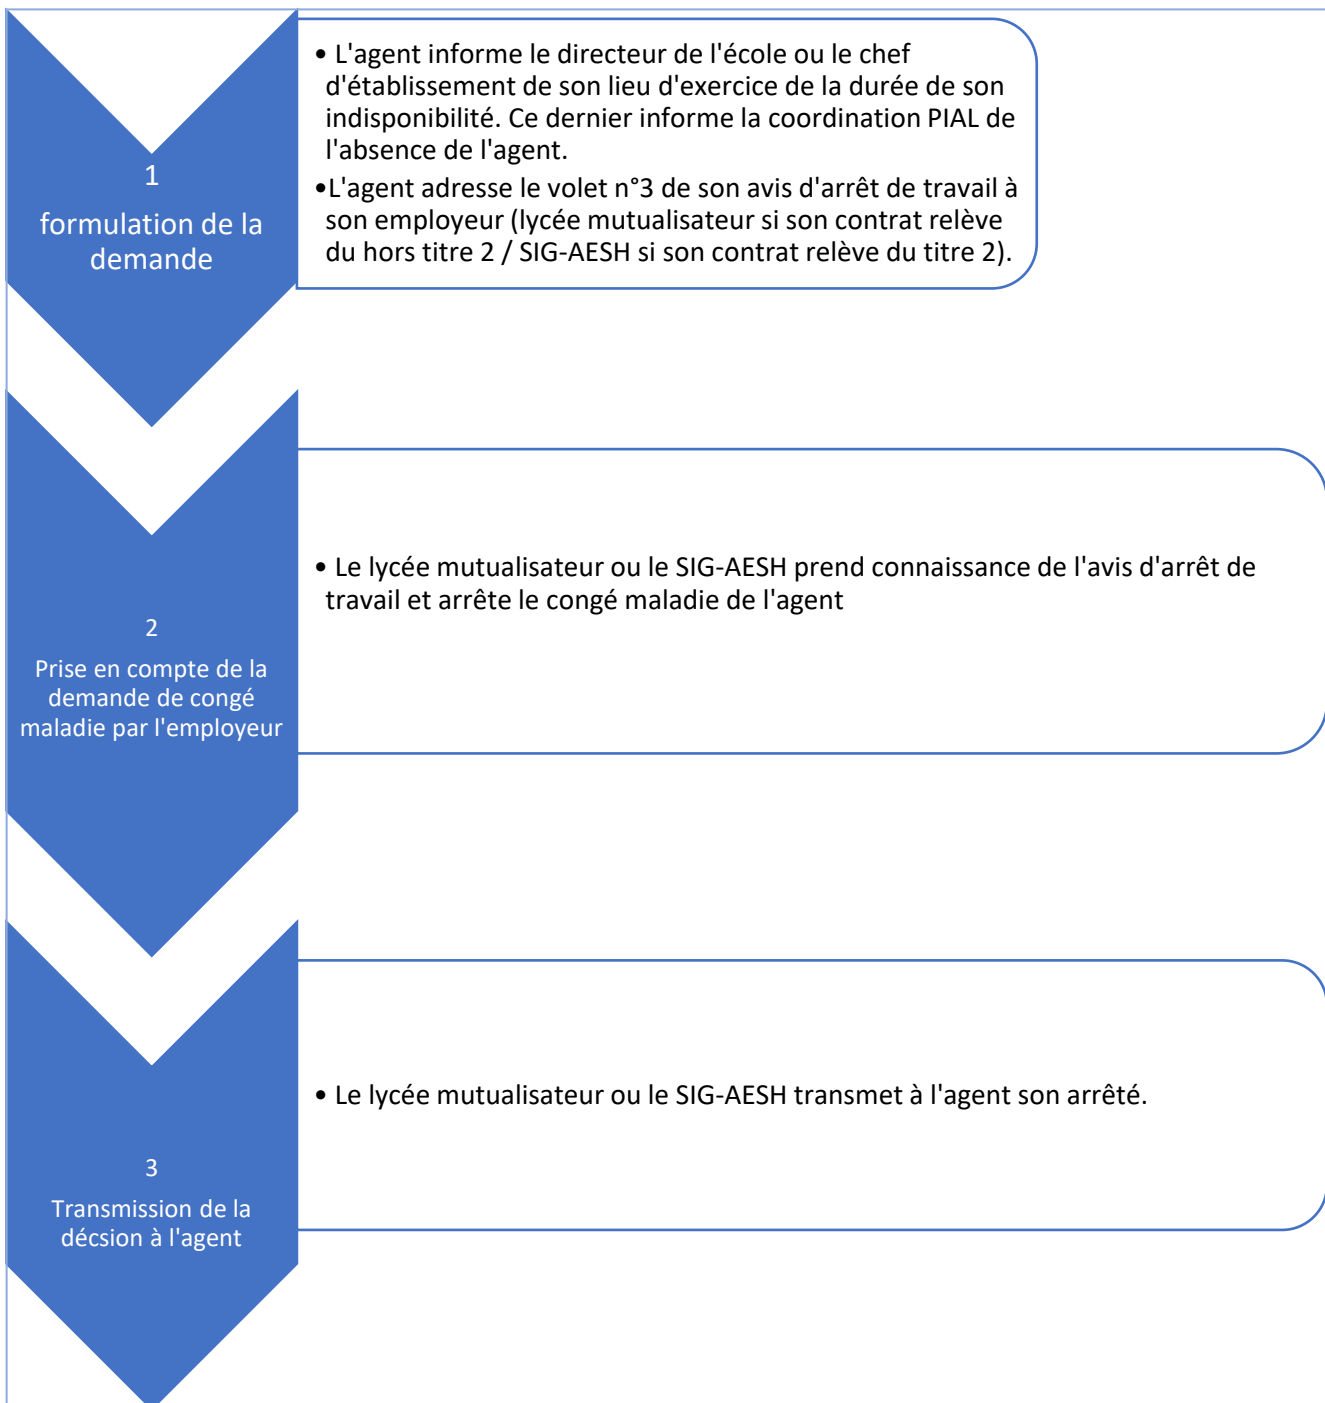 1
formulation de la
demande
• L'agent informe le directeur de l'école ou le chef
d'établissement de son lieu d'exercice de la durée de son
indisponibilité. Ce dernier informe la coordination PIAL de
l'absence de l'agent.
•L'agent adresse le volet n°3 de son avis d'arrêt de travail à
son employeur (lycée mutualisateur si son contrat relève
du hors titre 2 / SIG-AESH si son contrat relève du titre 2).
2
Prise en compte de la
demande de congé
maladie par l'employeur
• Le lycée mutualisateur ou le SIG-AESH prend connaissance de l'avis d'arrêt de
travail et arrête le congé maladie de l'agent
3
Transmission de la
décsion à l'agent
• Le lycée mutualisateur ou le SIG-AESH transmet à l'agent son arrêté.